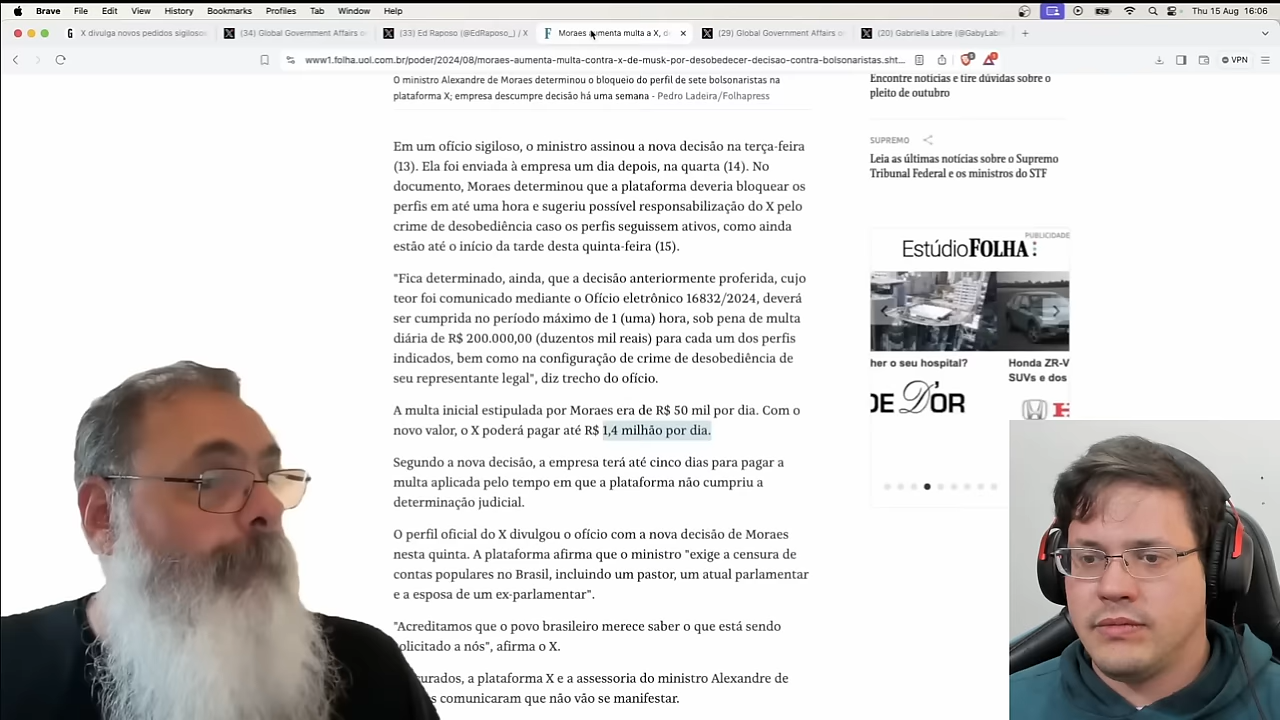 Brave File Edit View History Bookmarks Profiles Tab Window Help Thu 15 Aug 16:06
X divulga novos pedidos sigilosos (34) Global Government Affairs o (33) Ed Raposo (@EdRaposo_) / X Moraes aumenta multa a X, d (29) Global Government Affairs o (20) Gabriella Labre (@GabyLabre
www1.folha.uol.com.br/poder/2024/08/moraes-aumenta-multa-contra-x-de-musk-por-desobedecer-decisao-contra-bolsonaristas.sht... VPN
O ministro Alexandre de Moraes determinou o bloqueio do perfil de sete bolsonaristas na
plataforma X; empresa descumpre decisão há uma semana - Pedro Ladeira/Folhapress
Em um ofício sigiloso, o ministro assinou a nova decisão na terça-feira
(13). Ela foi enviada à empresa um dia depois, na quarta (14). No
documento, Moraes determinou que a plataforma deveria bloquear os
perfis em até uma hora e sugeriu possível responsabilização do X pelo
crime de desobediência caso os perfis seguissem ativos, como ainda
estão até o início da tarde desta quinta-feira (15).
"Fica determinado, ainda, que a decisão anteriormente proferida, cujo
teor foi comunicado mediante o Ofício eletrônico 16832/2024, deverá
ser cumprida no período máximo de 1 (uma) hora, sob pena de multa
diária de R$ 200.000,00 (duzentos mil reais) para cada um dos perfis
indicados, bem como na configuração de crime de desobediência de
seu representante legal", diz trecho do ofício.
A multa inicial estipulada por Moraes era de R$ 50 mil por dia. Com o
novo valor, o X poderá pagar até R$ 1,4 milhão por dia.
Segundo a nova decisão, a empresa terá até cinco dias para pagar a
multa aplicada pelo tempo em que a plataforma não cumpriu a
determinação judicial.
O perfil oficial do X divulgou o ofício com a nova decisão de Moraes
nesta quinta. A plataforma afirma que o ministro "exige a censura de
contas populares no Brasil, incluindo um pastor, um atual parlamentar
e a esposa de um ex-parlamentar".
"Acreditamos que o povo brasileiro merece saber o que está sendo
olicitado a nós", afirma o X.
urados, a plataforma X e a assessoria do ministro Alexandre de
s comunicaram que não vão se manifestar.
Encontre notícias e tire dúvidas sobre o
pleito de outubro
SUPREMO
Leia as últimas notícias sobre o Supremo
Tribunal Federal e os ministros do STF
PUBLICIDADE
Estúdio FOLHA
her o seu hospital? Honda ZR-V
SUVs e dos
DE D'OR H